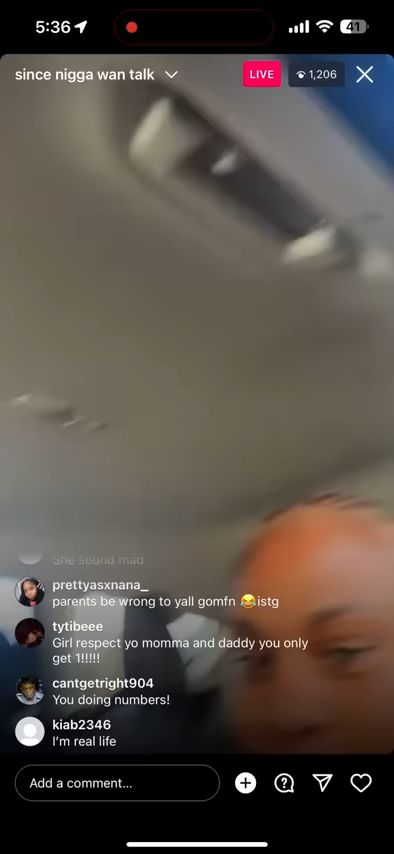 5:36
41
since nigga wan talk
LIVE
1,206
She sound mad
prettyasxnana_
parents be wrong to yall gomfn 😂istg
tytibeee
Girl respect yo momma and daddy you only
get 1!!!!!
cantgetright904
You doing numbers!
kiab2346
I'm real life
Add a comment...